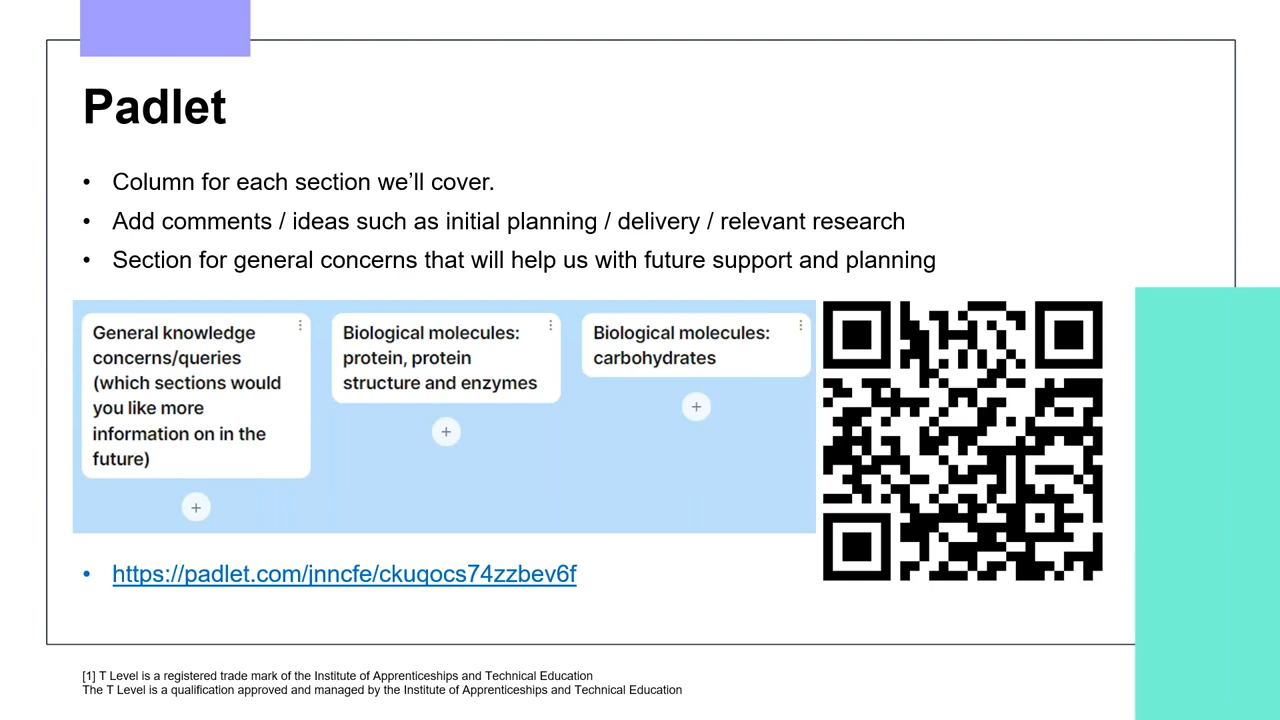 Padlet
• Column for each section we’ll cover.
• Add comments / ideas such as initial planning / delivery / relevant research
• Section for general concerns that will help us with future support and planning
General knowledge
concerns/queries
(which sections would
you like more
information on in the
future)
Biological molecules:
protein, protein
structure and enzymes
Biological molecules:
carbohydrates
• https://padlet.com/jnncfe/ckuqocs74zzbev6f
[1] T Level is a registered trade mark of the Institute of Apprenticeships and Technical Education
The T Level is a qualification approved and managed by the Institute of Apprenticeships and Technical Education